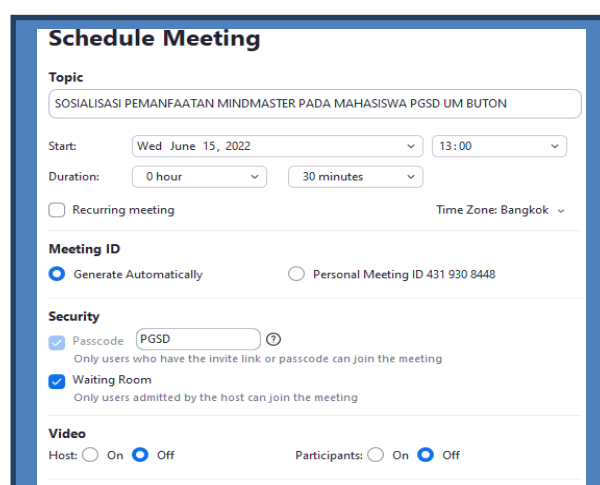 Schedule Meeting
Topic
SOSIALISASI PEMANFAATAN MINDMASTER PADA MAHASISWA PGSD UM BUTON
Start: Wed June 15, 2022 13:00
Duration: 0 hour 30 minutes
Recurring meeting Time Zone: Bangkok
Meeting ID
Generate Automatically Personal Meeting ID 431 930 8448
Security
Passcode PGSD ?
Only users who have the invite link or passcode can join the meeting
Waiting Room
Only users admitted by the host can join the meeting
Video
Host: On Off Participants: On Off